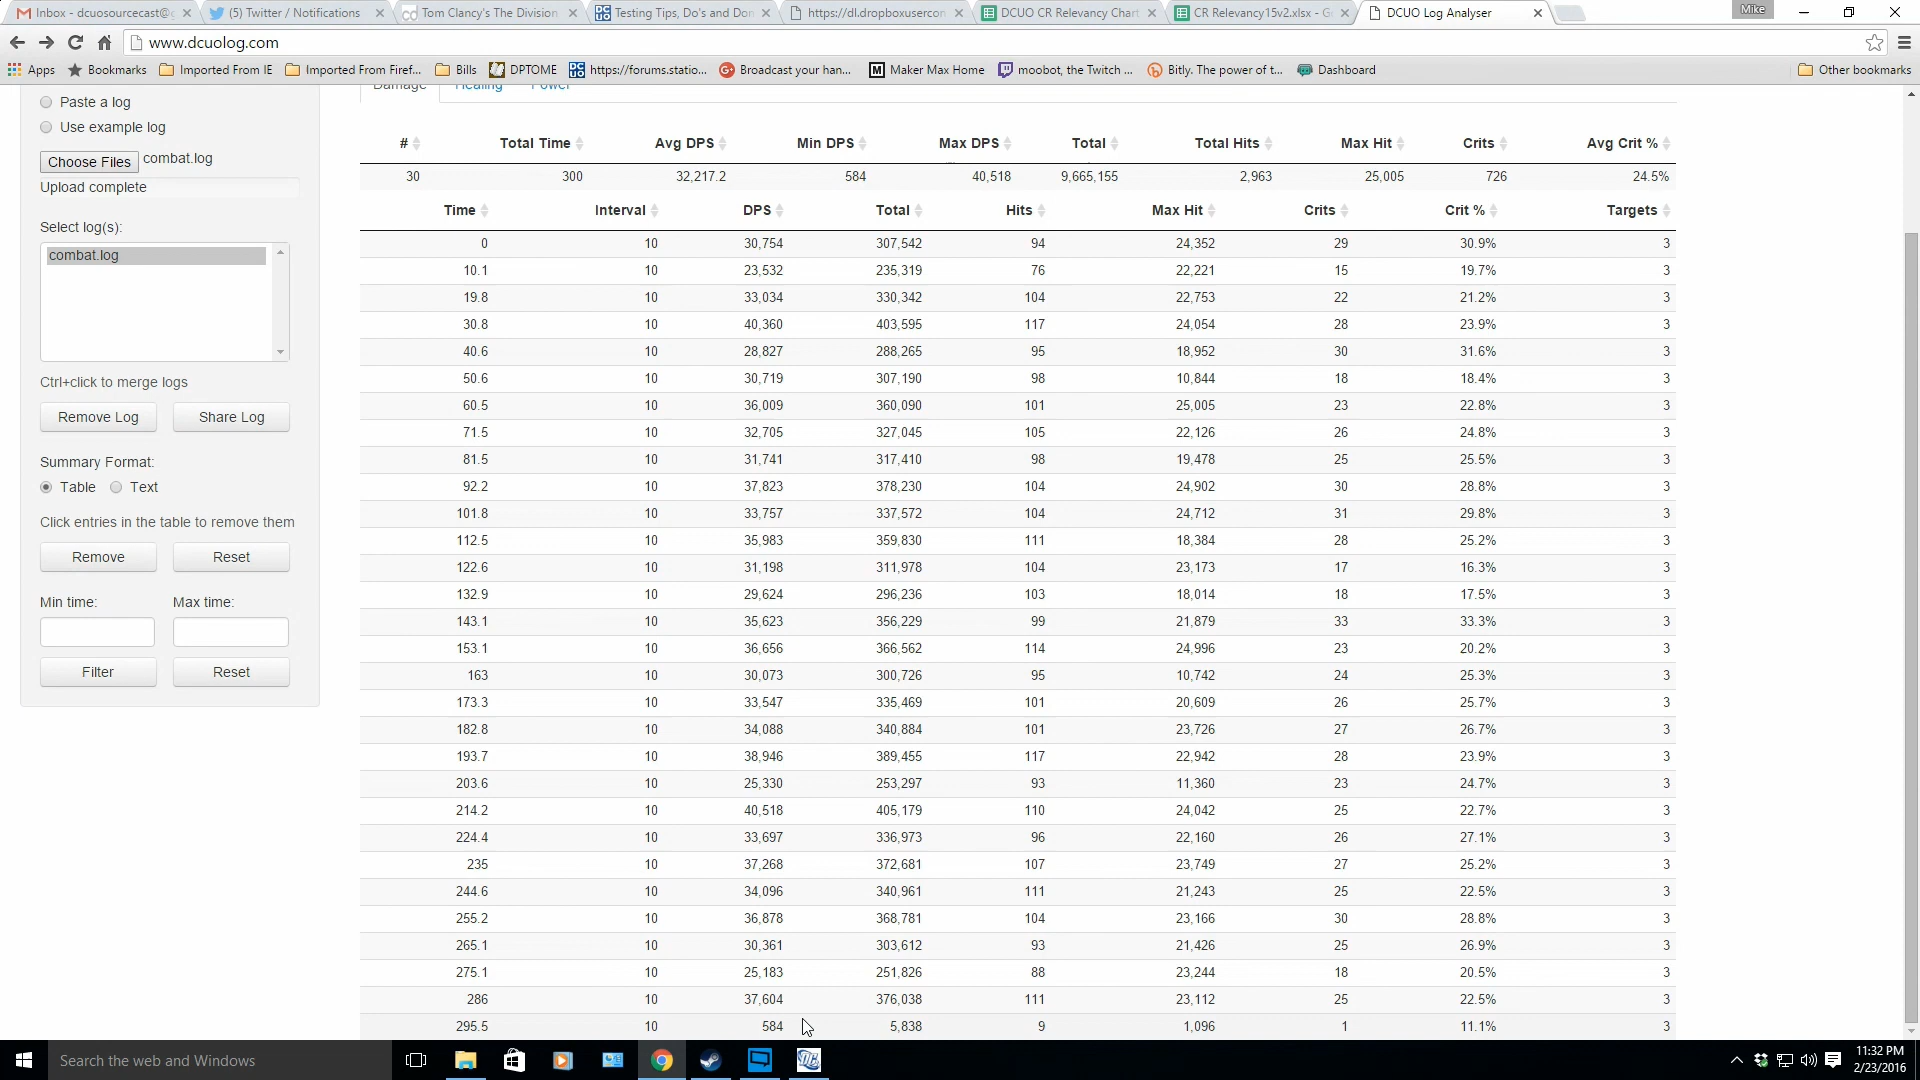 Inbox - dcuosourcecast@g
(5) Twitter / Notifications
Tom Clancy's The Division
Testing Tips, Do's and Don
https://dl.dropboxusercon
DCUO CR Relevancy Chart
CR Relevancy15v2.xlsx - Go
DCUO Log Analyser
Mike
www.dcuolog.com
Apps
Bookmarks
Imported From IE
Imported From Firef...
Bills
DPTOME
https://forums.statio...
Broadcast your han...
Maker Max Home
moobot, the Twitch ...
Bitly. The power of t...
Dashboard
Other bookmarks
Damage Healing Power
Paste a log
Use example log
Choose Files combat.log
Upload complete
Select log(s):
combat.log
Ctrl+click to merge logs
Remove Log Share Log
Summary Format:
Table Text
Click entries in the table to remove them
Remove Reset
Min time: Max time:
Filter Reset
# Total Time Avg DPS Min DPS Max DPS Total Total Hits Max Hit Crits Avg Crit %
30 300 32,217.2 584 40,518 9,665,155 2,963 25,005 726 24.5%
Time Interval DPS Total Hits Max Hit Crits Crit % Targets
0 10 30,754 307,542 94 24,352 29 30.9% 3
10.1 10 23,532 235,319 76 22,221 15 19.7% 3
19.8 10 33,034 330,342 104 22,753 22 21.2% 3
30.8 10 40,360 403,595 117 24,054 28 23.9% 3
40.6 10 28,827 288,265 95 18,952 30 31.6% 3
50.6 10 30,719 307,190 98 10,844 18 18.4% 3
60.5 10 36,009 360,090 101 25,005 23 22.8% 3
71.5 10 32,705 327,045 105 22,126 26 24.8% 3
81.5 10 31,741 317,410 98 19,478 25 25.5% 3
92.2 10 37,823 378,230 104 24,902 30 28.8% 3
101.8 10 33,757 337,572 104 24,712 31 29.8% 3
112.5 10 35,983 359,830 111 18,384 28 25.2% 3
122.6 10 31,198 311,978 104 23,173 17 16.3% 3
132.9 10 29,624 296,236 103 18,014 18 17.5% 3
143.1 10 35,623 356,229 99 21,879 33 33.3% 3
153.1 10 36,656 366,562 114 24,996 23 20.2% 3
163 10 30,073 300,726 95 10,742 24 25.3% 3
173.3 10 33,547 335,469 101 20,609 26 25.7% 3
182.8 10 34,088 340,884 101 23,726 27 26.7% 3
193.7 10 38,946 389,455 117 22,942 28 23.9% 3
203.6 10 25,330 253,297 93 11,360 23 24.7% 3
214.2 10 40,518 405,179 110 24,042 25 22.7% 3
224.4 10 33,697 336,973 96 22,160 26 27.1% 3
235 10 37,268 372,681 107 23,749 27 25.2% 3
244.6 10 34,096 340,961 111 21,243 25 22.5% 3
255.2 10 36,878 368,781 104 23,166 30 28.8% 3
265.1 10 30,361 303,612 93 21,426 25 26.9% 3
275.1 10 25,183 251,826 88 23,244 18 20.5% 3
286 10 37,604 376,038 111 23,112 25 22.5% 3
295.5 10 584 5,838 9 1,096 1 11.1% 3
Search the web and Windows
11:32 PM
2/23/2016